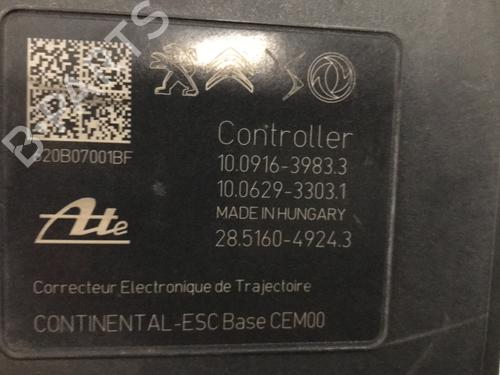 820B07001BF
Controller
10.0916-3983.3
10.0629-3303.1
MADE IN HUNGARY
28.5160-4924.3
Ate
Correcteur Electronique de Trajectoire
CONTINENTAL-ESC Base CEM00
B-PARTS